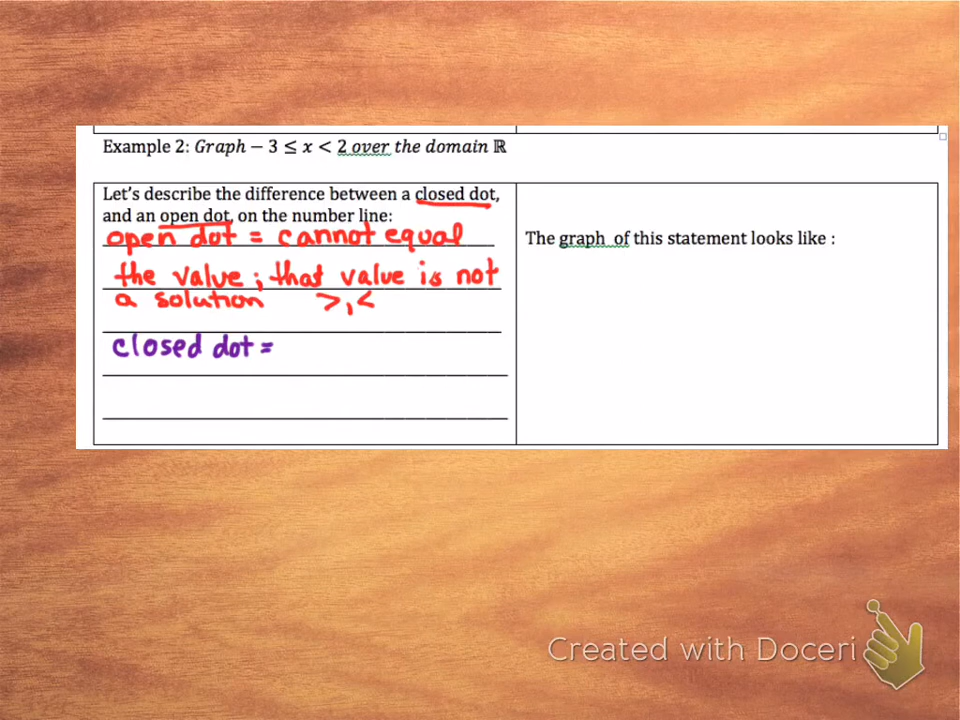 Example 2: Graph − 3 ≤ x < 2 over the domain ℝ
Let's describe the difference between a closed dot,
and an open dot, on the number line:
open dot = cannot equal
the value; that value is not
a solution >, <
closed dot =
The graph of this statement looks like :
Created with Doceri